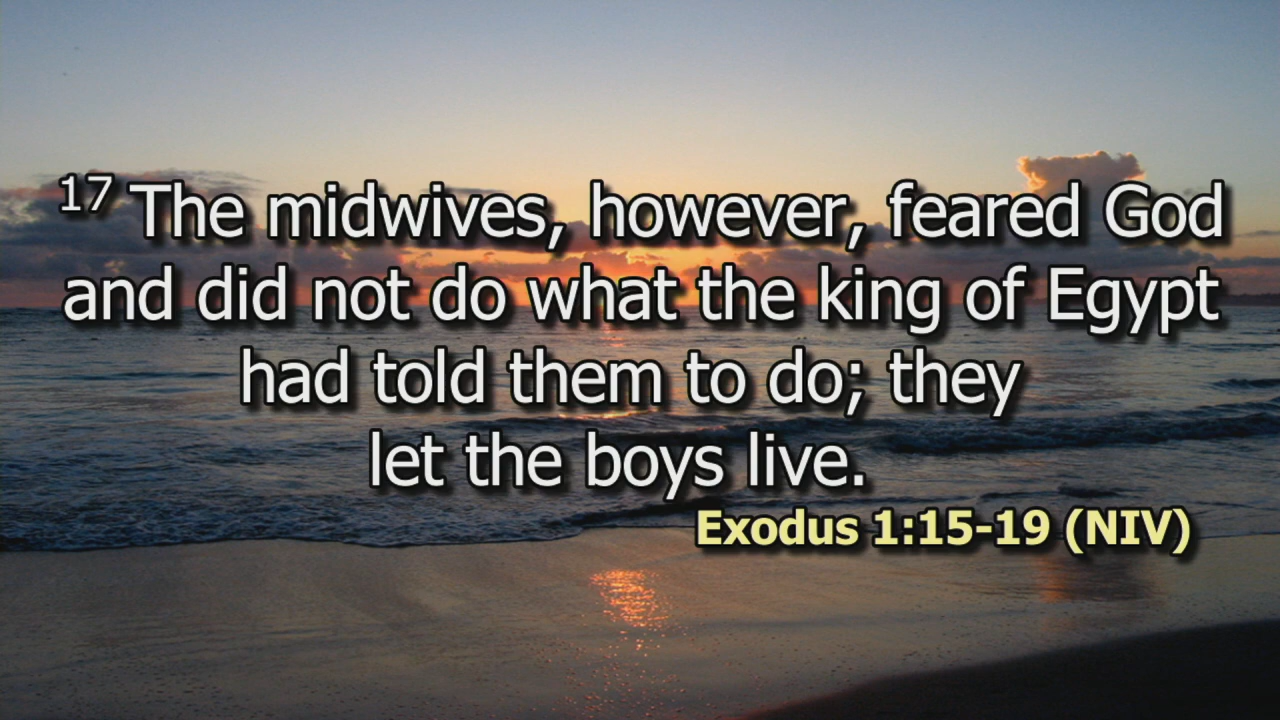 17 The midwives, however, feared God
and did not do what the king of Egypt
had told them to do; they
let the boys live.
Exodus 1:15-19 (NIV)